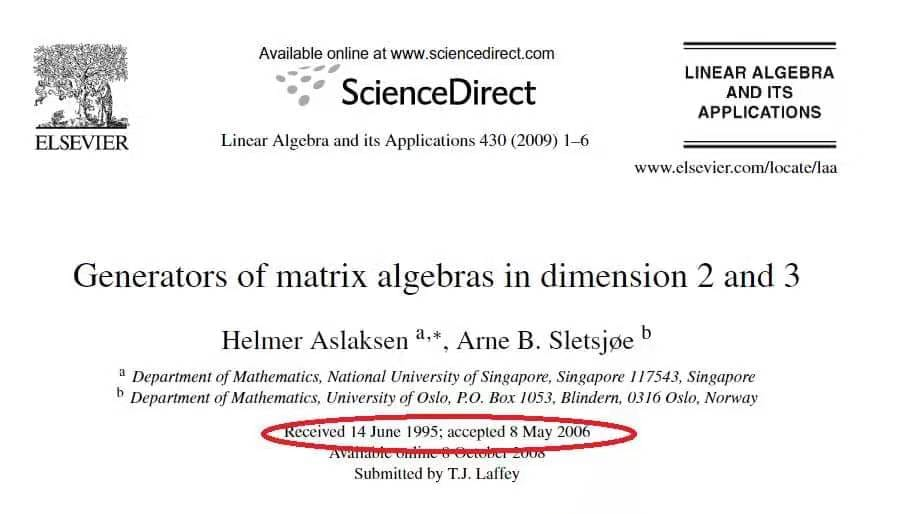 Available online at www.sciencedirect.com
ScienceDirect
ELSEVIER
Linear Algebra and its Applications 430 (2009) 1–6
LINEAR ALGEBRA
AND ITS
APPLICATIONS
www.elsevier.com/locate/laa
Generators of matrix algebras in dimension 2 and 3
Helmer Aslaksen a,*, Arne B. Sletsjøe b
a Department of Mathematics, National University of Singapore, Singapore 117543, Singapore
b Department of Mathematics, University of Oslo, P.O. Box 1053, Blindern, 0316 Oslo, Norway
Received 14 June 1995; accepted 8 May 2006
Available online 8 October 2008
Submitted by T.J. Laffey